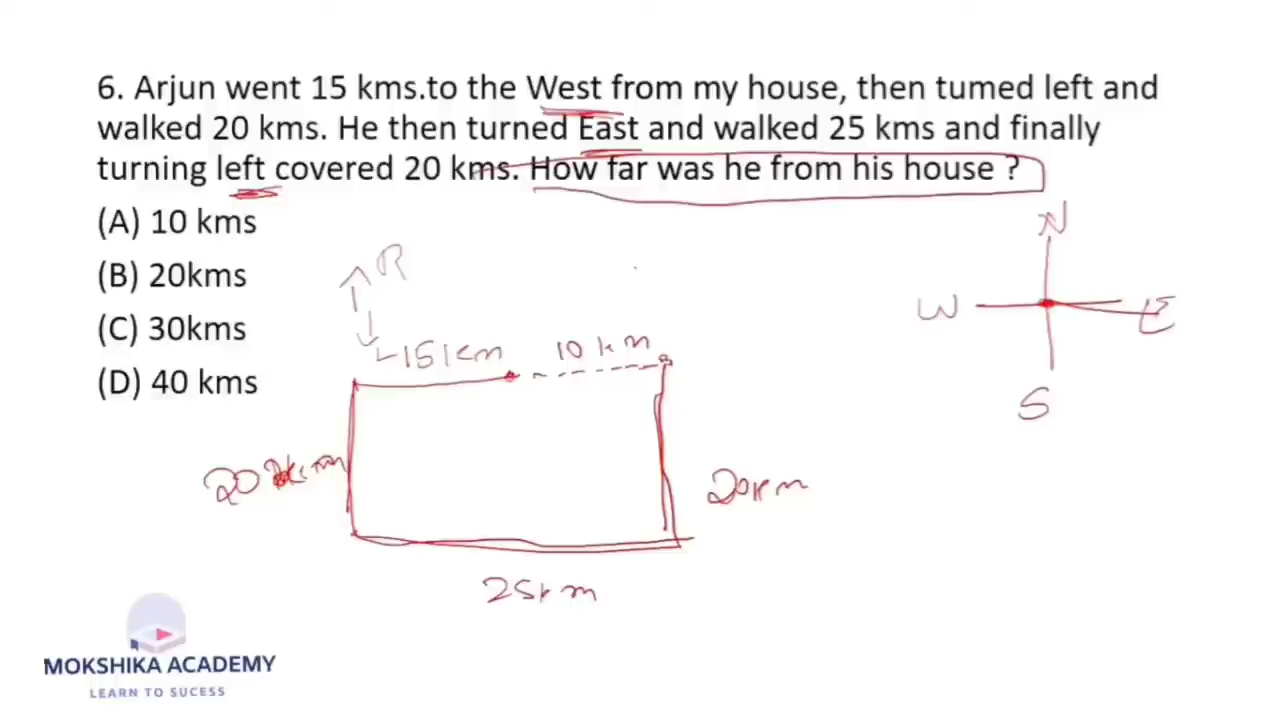 6. Arjun went 15 kms.to the West from my house, then tumed left and
walked 20 kms. He then turned East and walked 25 kms and finally
turning left covered 20 kms. How far was he from his house ?
(A) 10 kms
(B) 20kms
(C) 30kms
(D) 40 kms
N
W
E
S
R
L
15km
10 km
20 km
20km
25km
MOKSHIKA ACADEMY
LEARN TO SUCESS